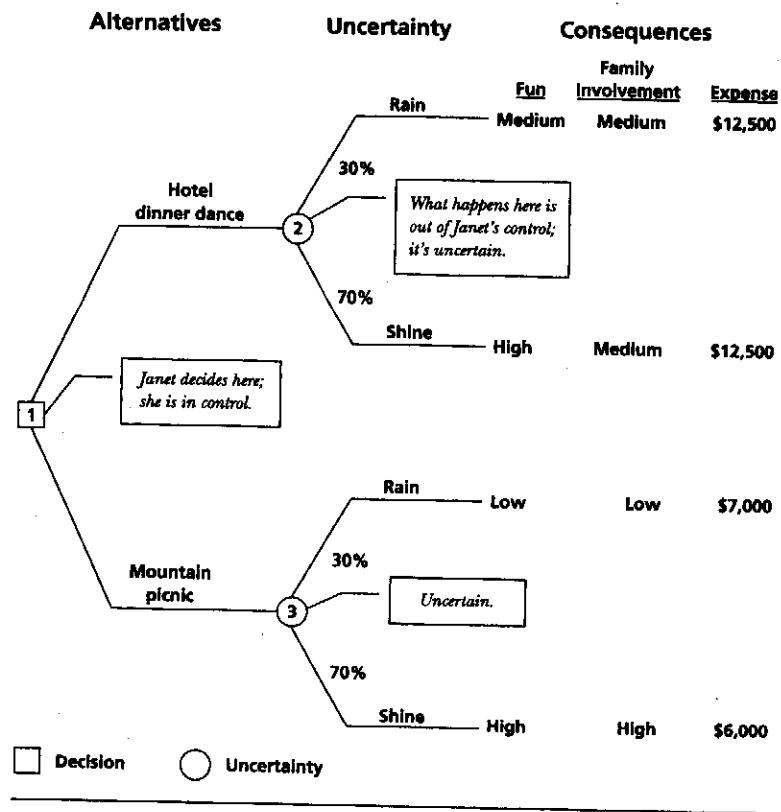 Alternatives Uncertainty Consequences
Family
Fun Involvement Expense
Rain Medium Medium $12,500
30%
Hotel
dinner dance
2
What happens here is
out of Janet's control;
it's uncertain.
70%
Shine High Medium $12,500
Janet decides here;
she is in control.
1
Rain Low Low $7,000
30%
Mountain
picnic
3
Uncertain.
70%
Shine High High $6,000
Decision Uncertainty